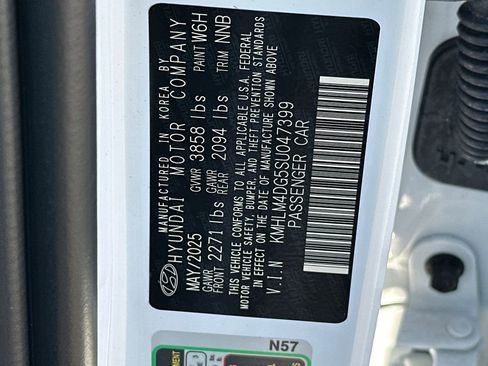 MANUFACTURED IN KOREA BY
HYUNDAI MOTOR COMPANY
MAY/2025 GVWR 3858 lbs PAINT W6H
GAWR FRONT 2271 lbs GAWR REAR 2094 lbs TRIM NNB
THIS VEHICLE CONFORMS TO ALL APPLICABLE U.S.A. FEDERAL
MOTOR VEHICLE SAFETY, BUMPER, AND THEFT PREVENTION STANDARDS
IN EFFECT ON THE DATE OF MANUFACTURE SHOWN ABOVE
V.I.N KMHLM4DG5SU047399
PASSENGER CAR
N57